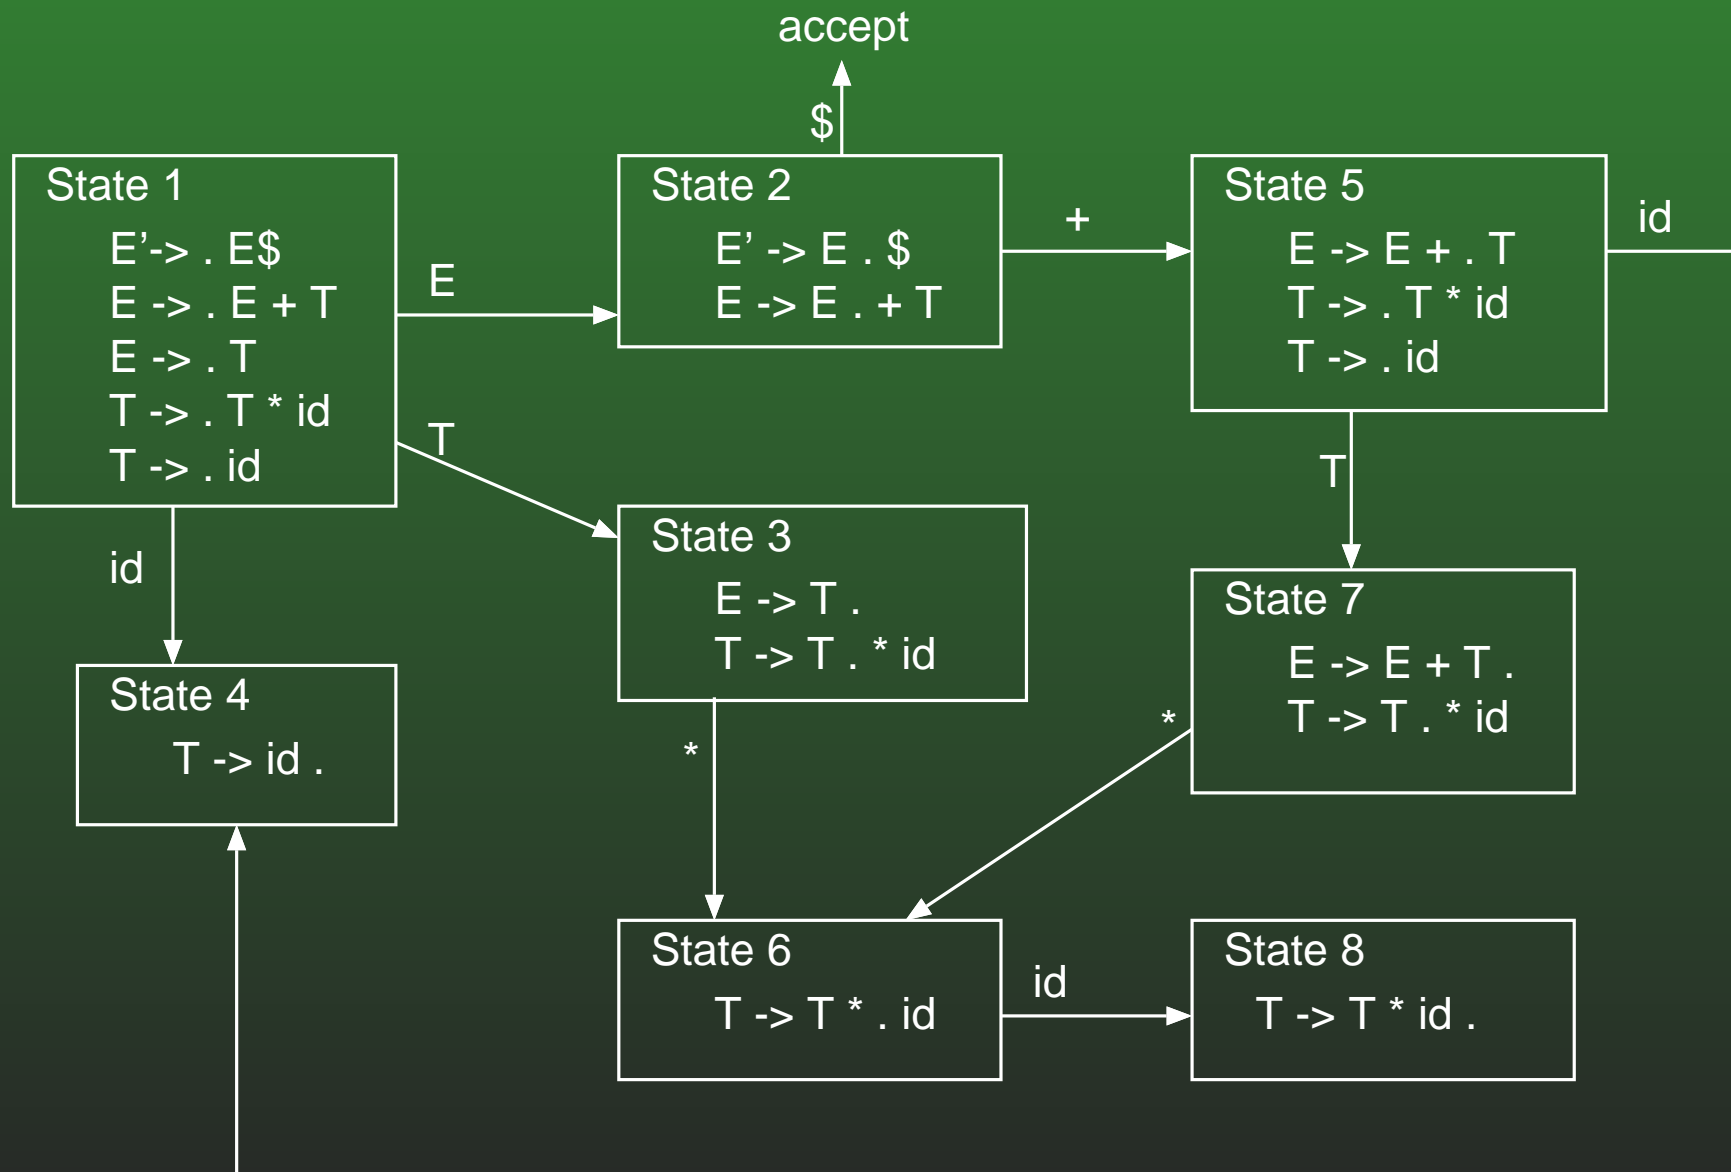 accept
$
State 1
E’-> . E$
E -> . E + T
E -> . T
T -> . T * id
T -> . id
E
State 2
E’ -> E . $
E -> E . + T
+
State 5
E -> E + . T
T -> . T * id
T -> . id
id
T
id
State 3
E -> T .
T -> T . * id
T
State 4
T -> id .
*
State 7
E -> E + T .
T -> T . * id
*
State 6
T -> T * . id
id
State 8
T -> T * id .